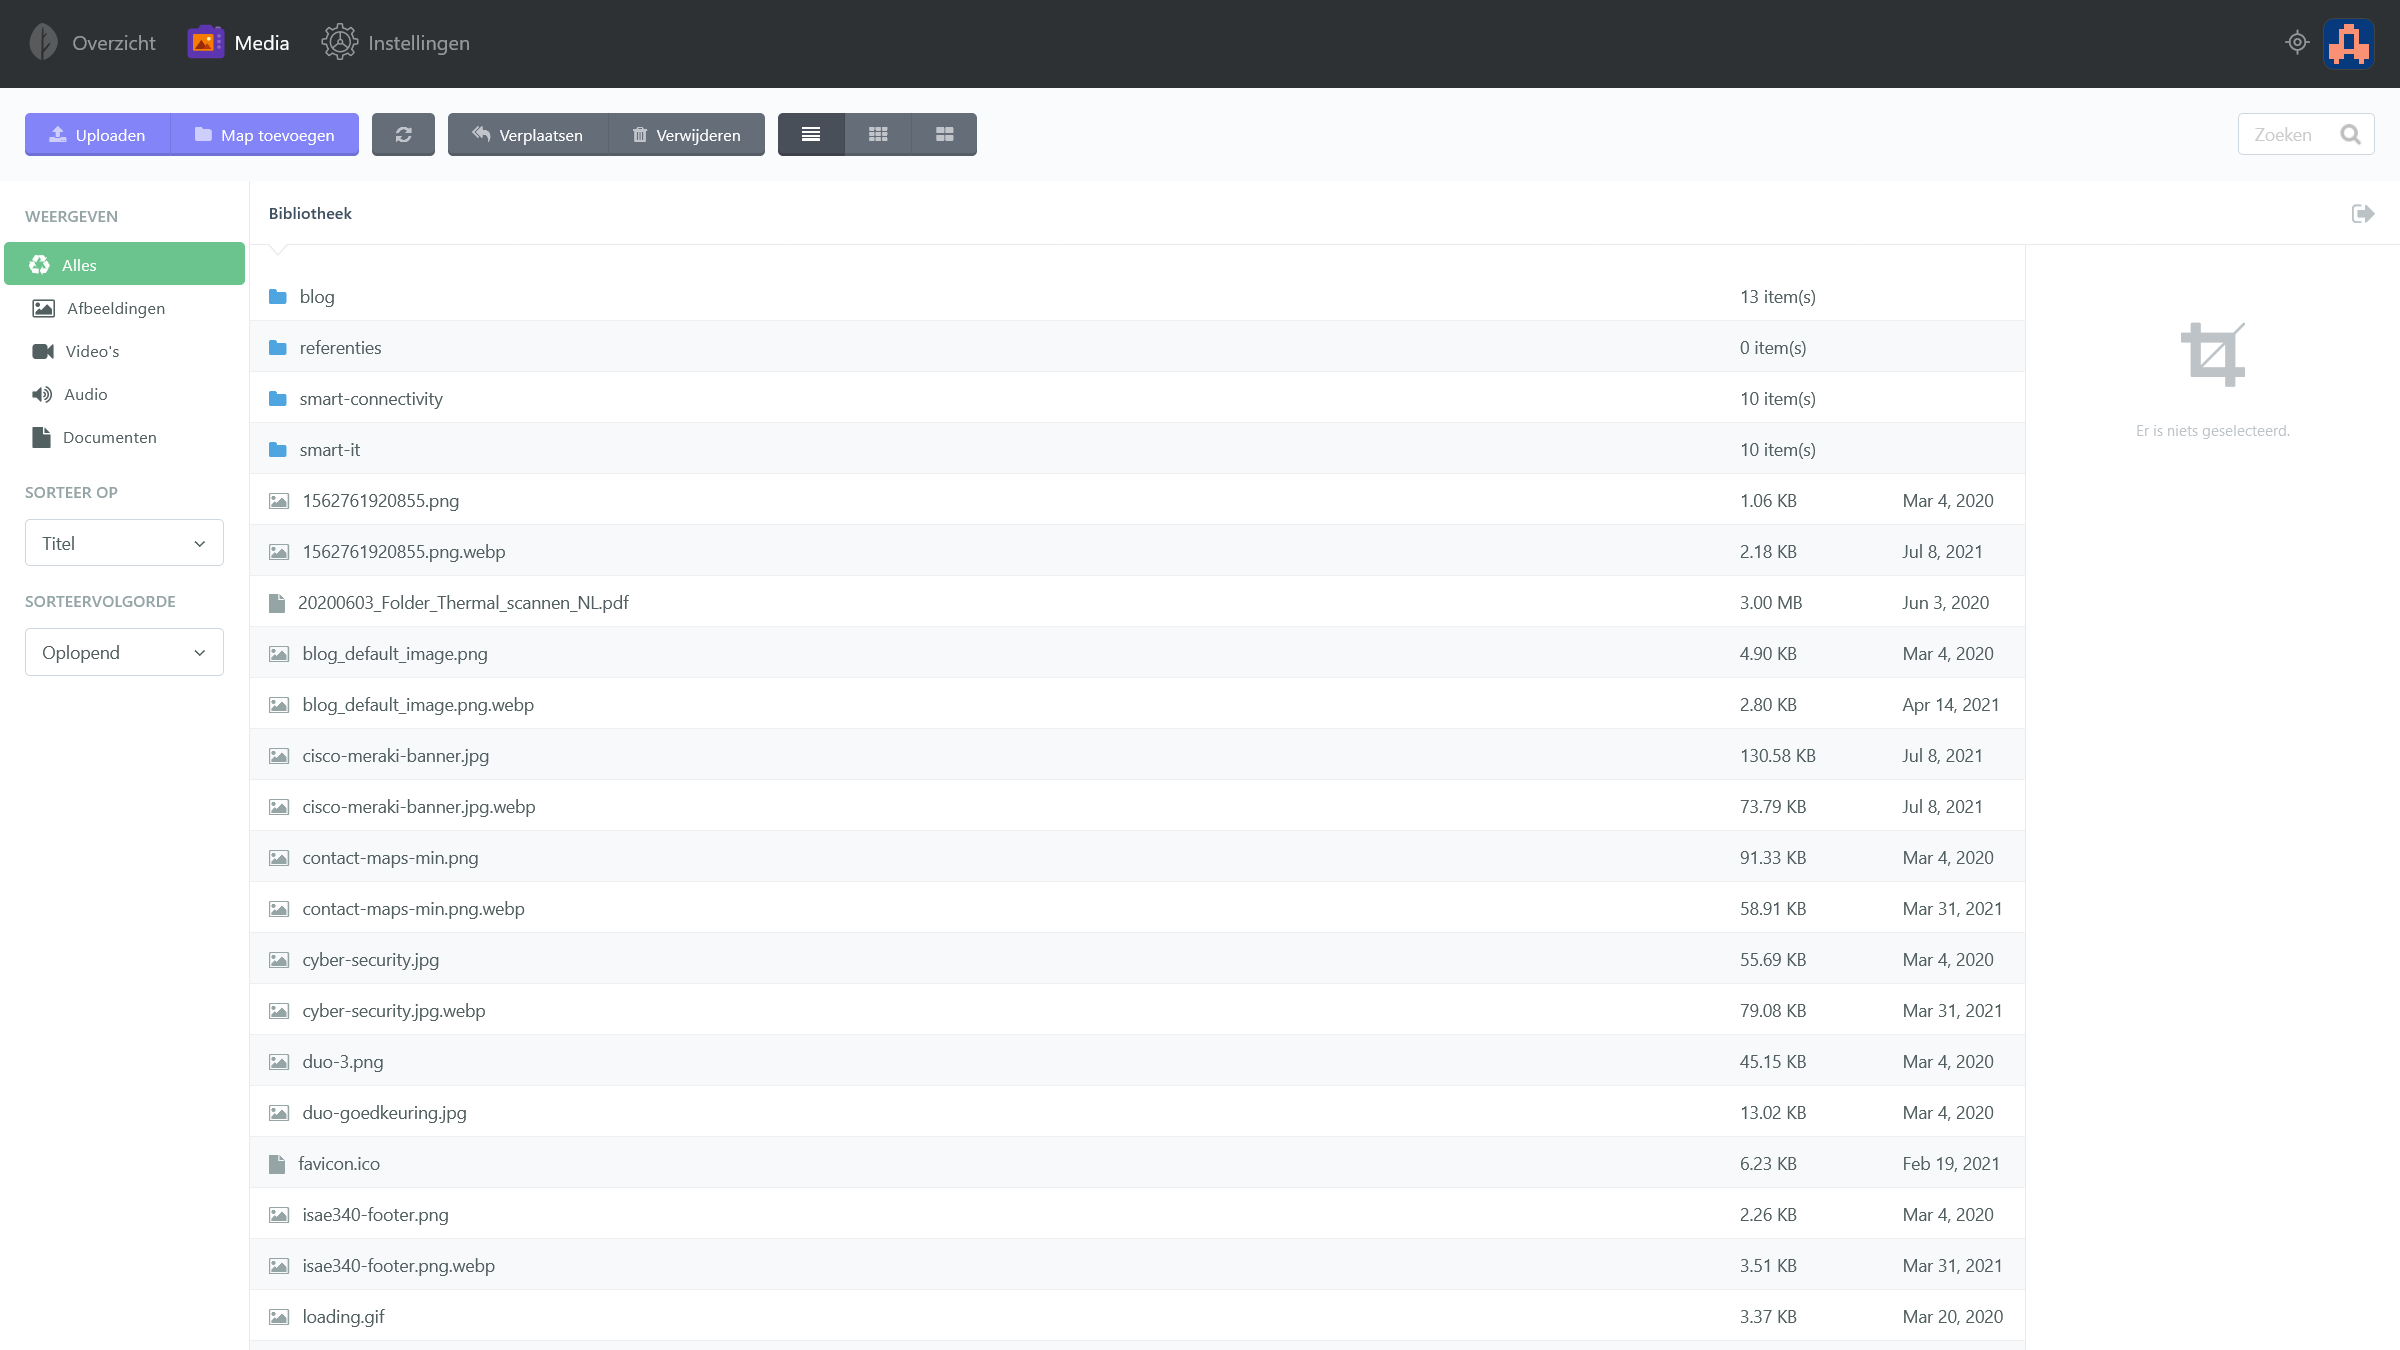 Overzicht Media Instellingen
Uploaden Map toevoegen Verplaatsen Verwijderen Zoeken
WEERGEVEN
Alles
Afbeeldingen
Video's
Audio
Documenten
SORTEER OP
Titel
SORTEERVOLGORDE
Oplopend
Bibliotheek
blog 13 item(s)
referenties 0 item(s)
smart-connectivity 10 item(s)
smart-it 10 item(s)
1562761920855.png 1.06 KB Mar 4, 2020
1562761920855.png.webp 2.18 KB Jul 8, 2021
20200603_Folder_Thermal_scannen_NL.pdf 3.00 MB Jun 3, 2020
blog_default_image.png 4.90 KB Mar 4, 2020
blog_default_image.png.webp 2.80 KB Apr 14, 2021
cisco-meraki-banner.jpg 130.58 KB Jul 8, 2021
cisco-meraki-banner.jpg.webp 73.79 KB Jul 8, 2021
contact-maps-min.png 91.33 KB Mar 4, 2020
contact-maps-min.png.webp 58.91 KB Mar 31, 2021
cyber-security.jpg 55.69 KB Mar 4, 2020
cyber-security.jpg.webp 79.08 KB Mar 31, 2021
duo-3.png 45.15 KB Mar 4, 2020
duo-goedkeuring.jpg 13.02 KB Mar 4, 2020
favicon.ico 6.23 KB Feb 19, 2021
isae340-footer.png 2.26 KB Mar 4, 2020
isae340-footer.png.webp 3.51 KB Mar 31, 2021
loading.gif 3.37 KB Mar 20, 2020
Er is niets geselecteerd.